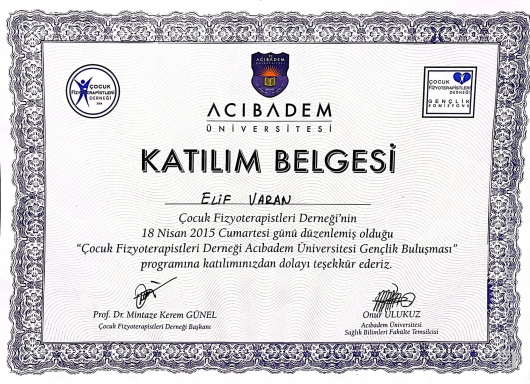 ACIBADEM
ÜNİVERSİTESİ
ÇOCUK
FİZYOTERAPİSTLERİ
DERNEĞİ
ÇOCUK
FİZYOTERAPİSTLERİ
DERNEĞİ
GENÇLİK
KOMİSYONU
KATILIM BELGESİ
ELİF VARAN
Çocuk Fizyoterapistleri Derneği'nin
18 Nisan 2015 Cumartesi günü düzenlemiş olduğu
"Çocuk Fizyoterapistleri Derneği Acıbadem Üniversitesi Gençlik Buluşması"
programına katılımınızdan dolayı teşekkür ederiz.
Prof. Dr. Mintaze Kerem GÜNEL
Çocuk Fizyoterapistleri Derneği Başkanı
Onur ULUKUZ
Acıbadem Üniversitesi
Sağlık Bilimleri Fakülte Temsilcisi